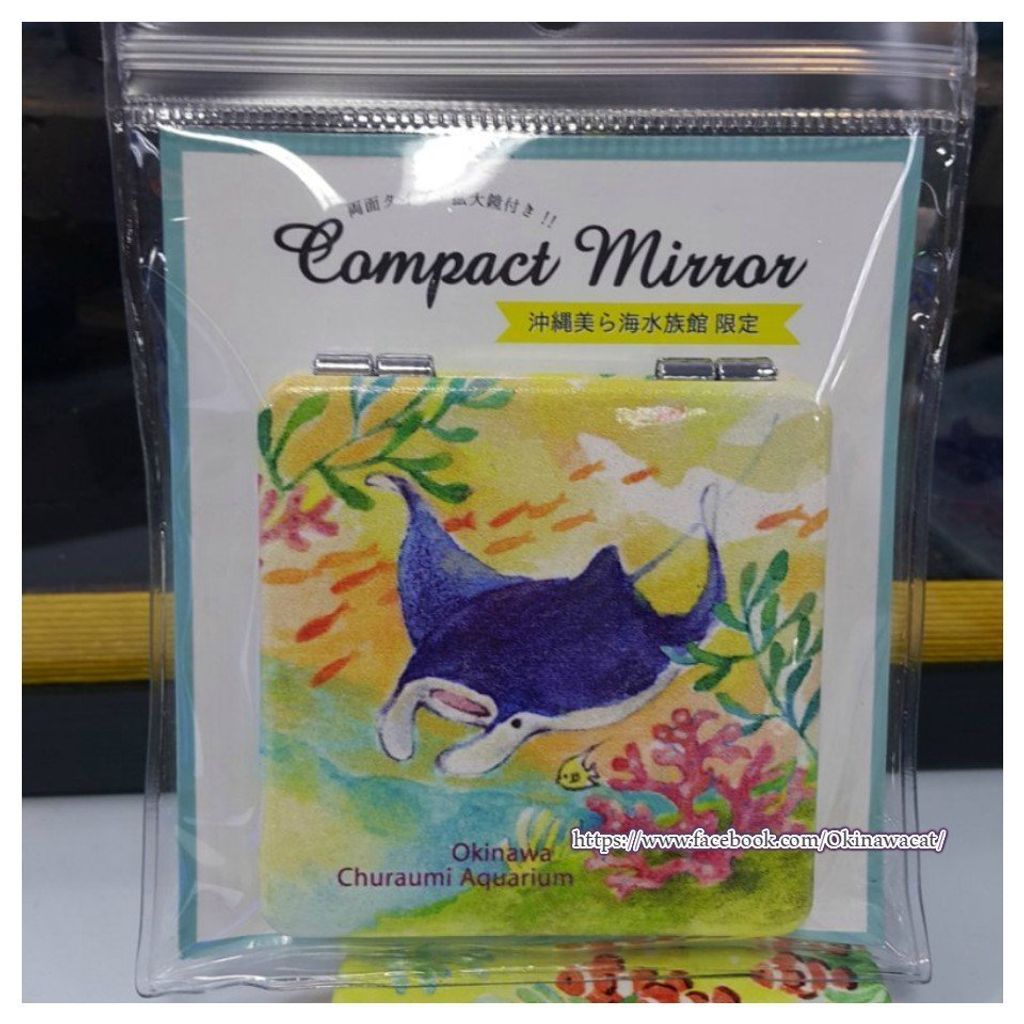 両面タ 拡大鏡付き!!
Compact Mirror
沖縄美ら海水族館 限定
https://www.facebook.com/Okinawacat/
Okinawa
Churaumi Aquarium